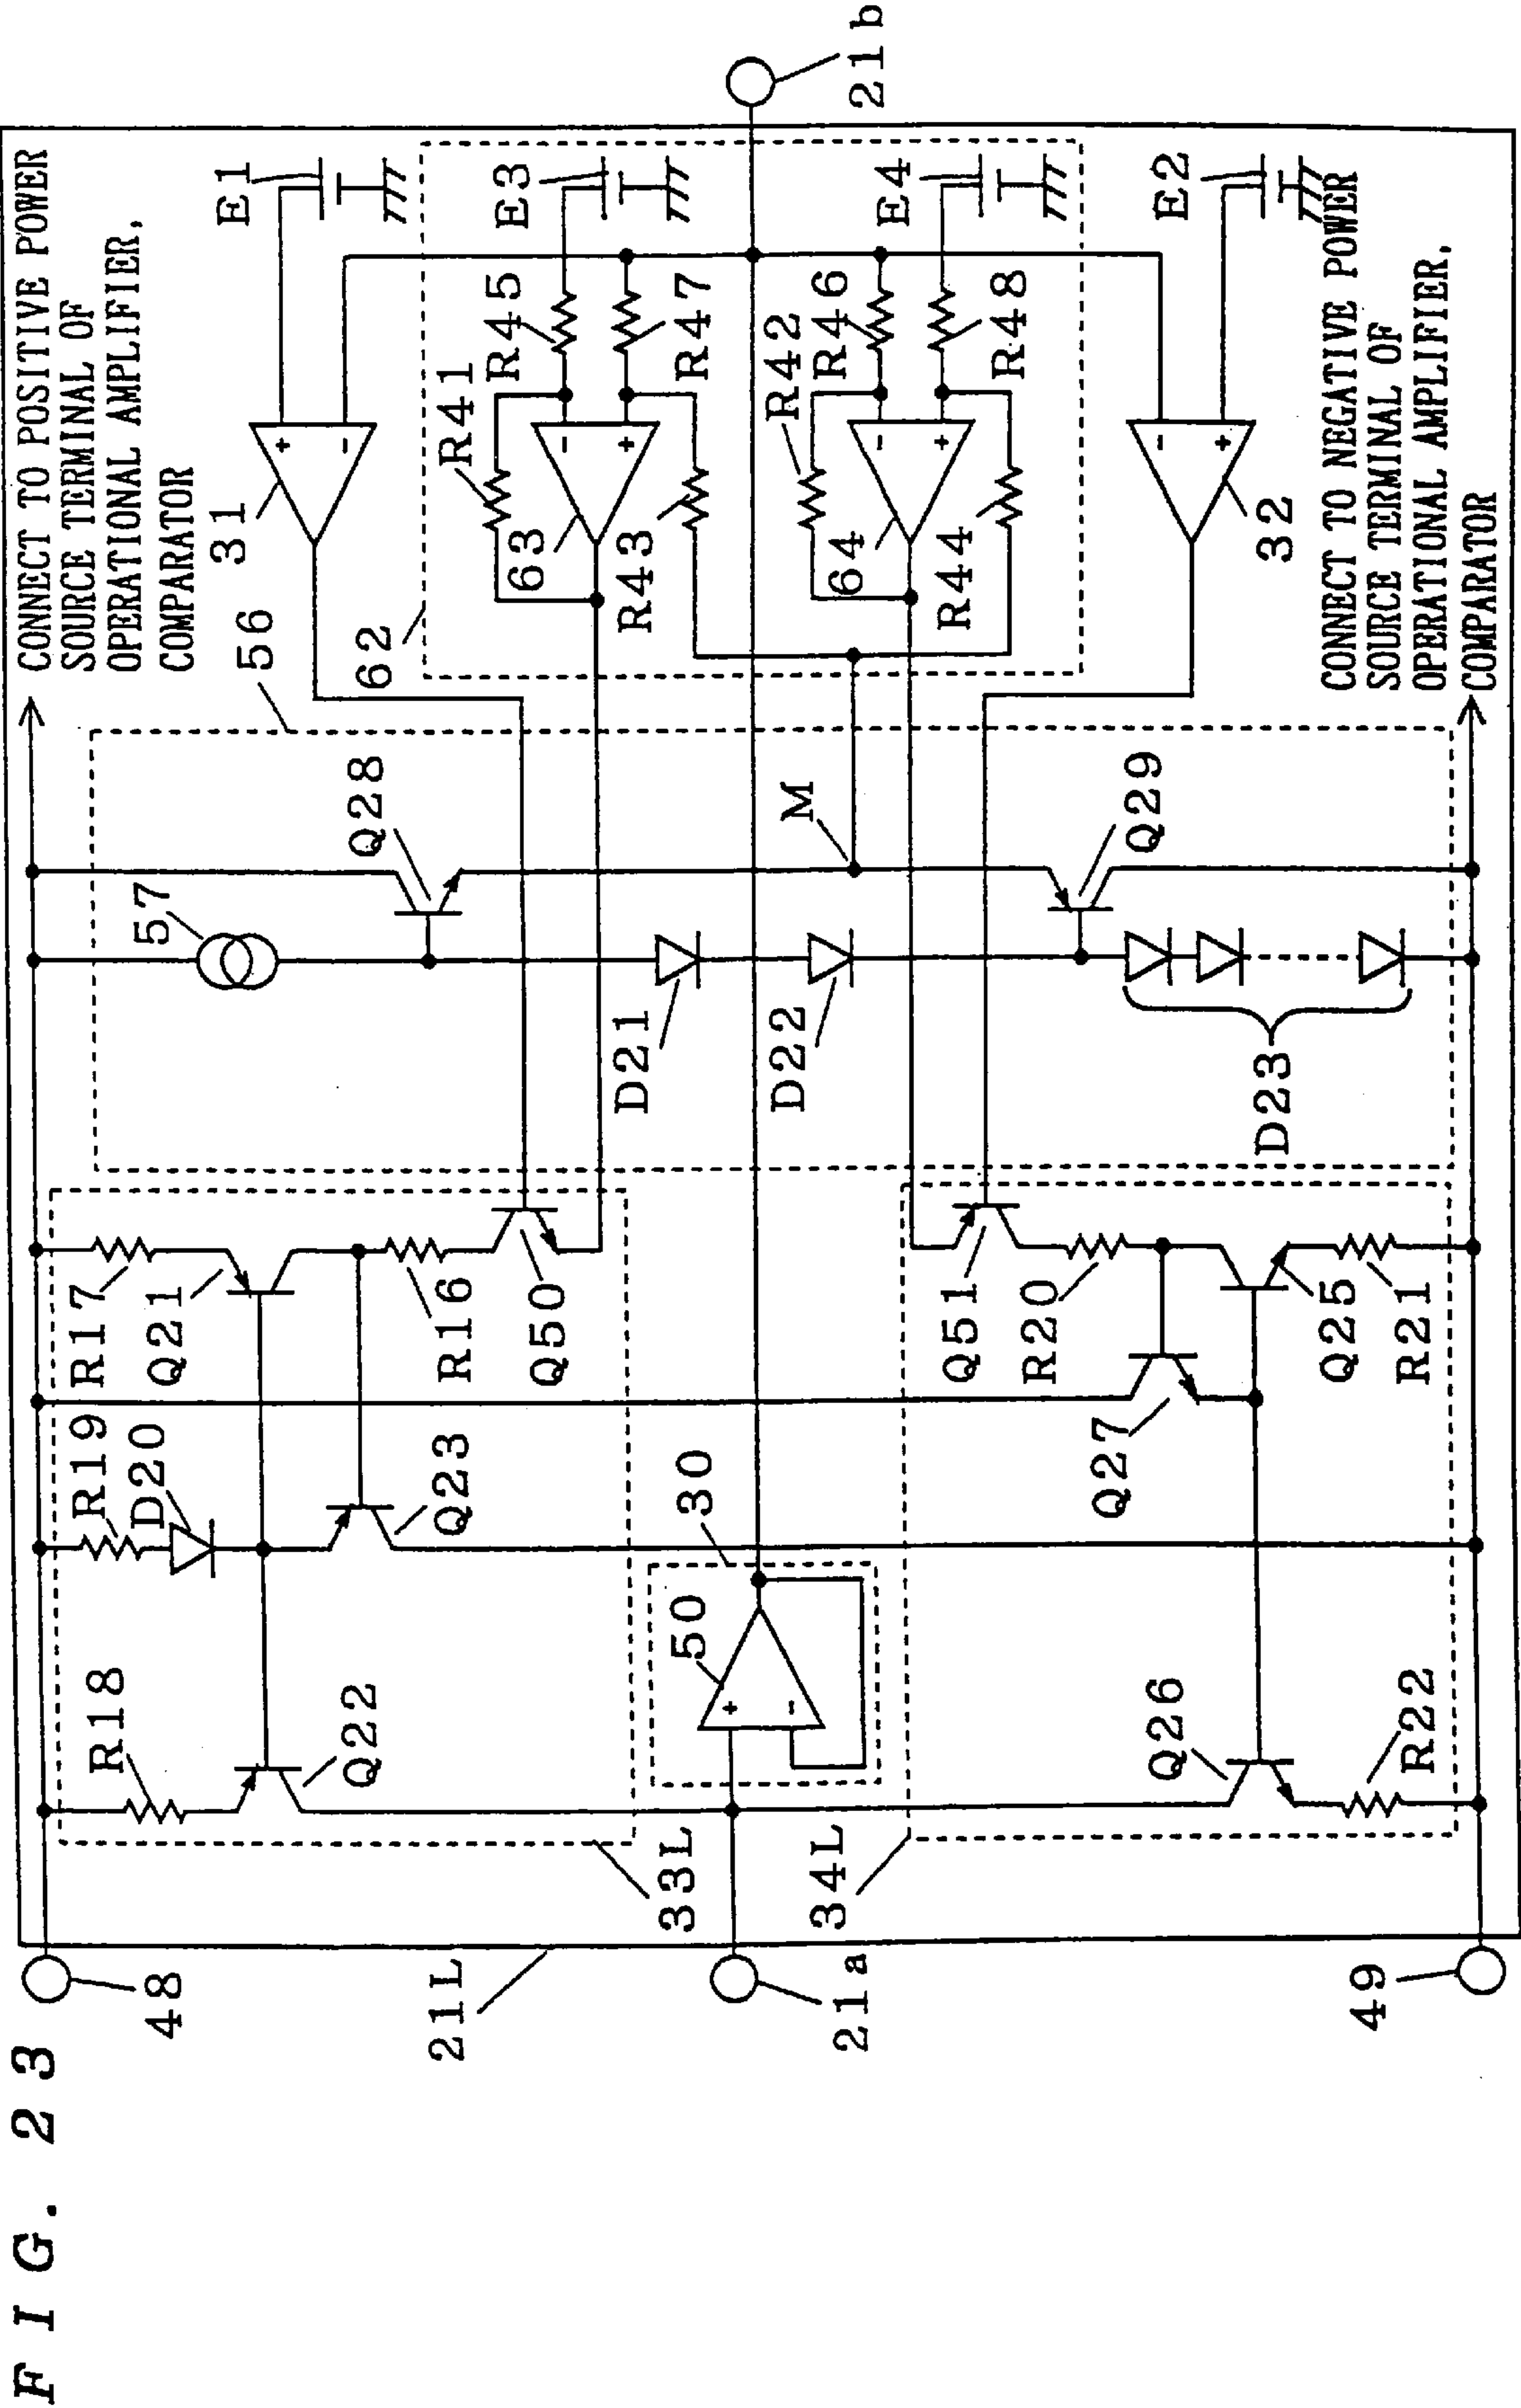 FIG. 23
CONNECT TO POSITIVE POWER
SOURCE TERMINAL OF
OPERATIONAL AMPLIFIER,
COMPARATOR
48
R18
R19
D20
R17
57
56
31
E1
+
-
Q22
Q23
Q21
R16
Q50
Q28
62
R41
R45
E3
63
-
+
R43
R47
21L
33L
30
50
+
-
D21
D22
M
21a
21b
34L
R42
R46
E4
64
-
+
R44
R48
Q51
R20
Q27
Q26
Q25
R22
R21
Q29
D23
32
-
+
E2
49
CONNECT TO NEGATIVE POWER
SOURCE TERMINAL OF
OPERATIONAL AMPLIFIER,
COMPARATOR